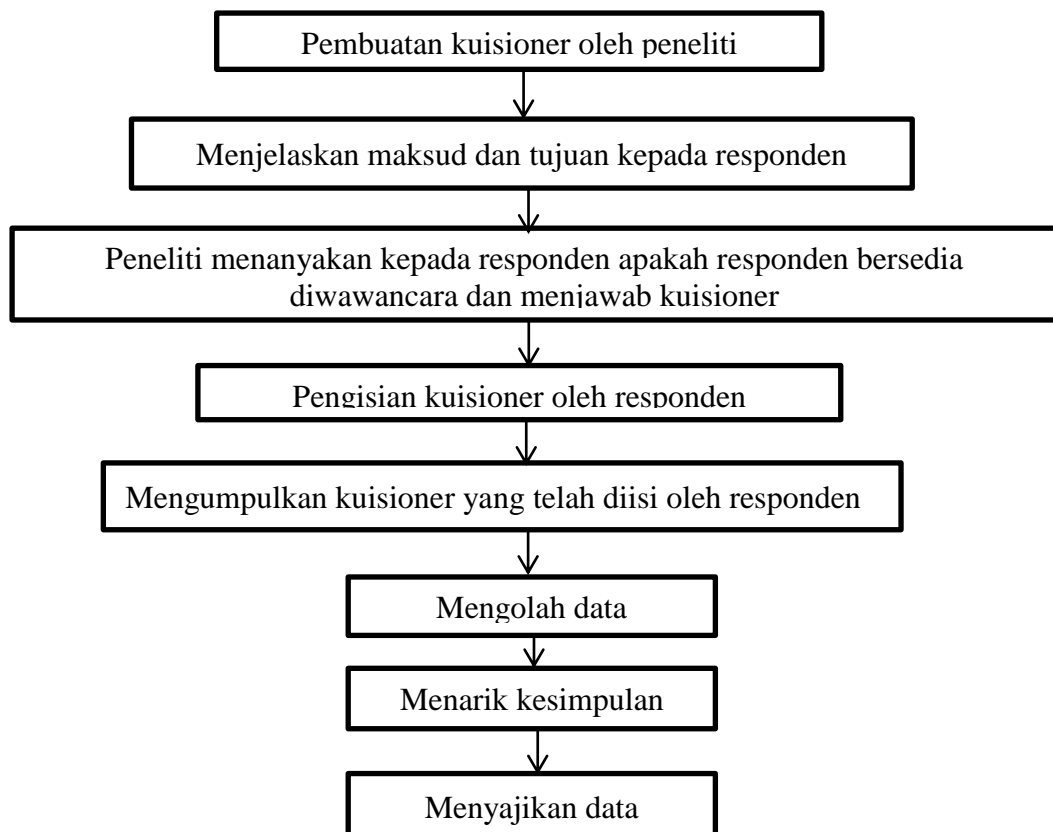 Pembuatan kuisioner oleh peneliti
Menjelaskan maksud dan tujuan kepada responden
Peneliti menanyakan kepada responden apakah responden bersedia
diwawancara dan menjawab kuisioner
Pengisian kuisioner oleh responden
Mengumpulkan kuisioner yang telah diisi oleh responden
Mengolah data
Menarik kesimpulan
Menyajikan data